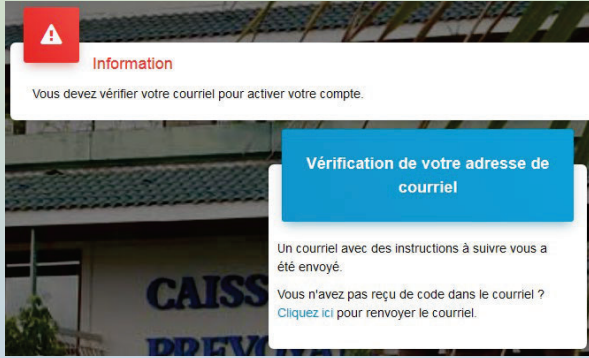 Information
Vous devez vérifier votre courriel pour activer votre compte.
Vérification de votre adresse de
courriel
Un courriel avec des instructions à suivre vous a
été envoyé.
Vous n'avez pas reçu de code dans le courriel ?
Cliquez ici pour renvoyer le courriel.
CAISS
PREVOYA